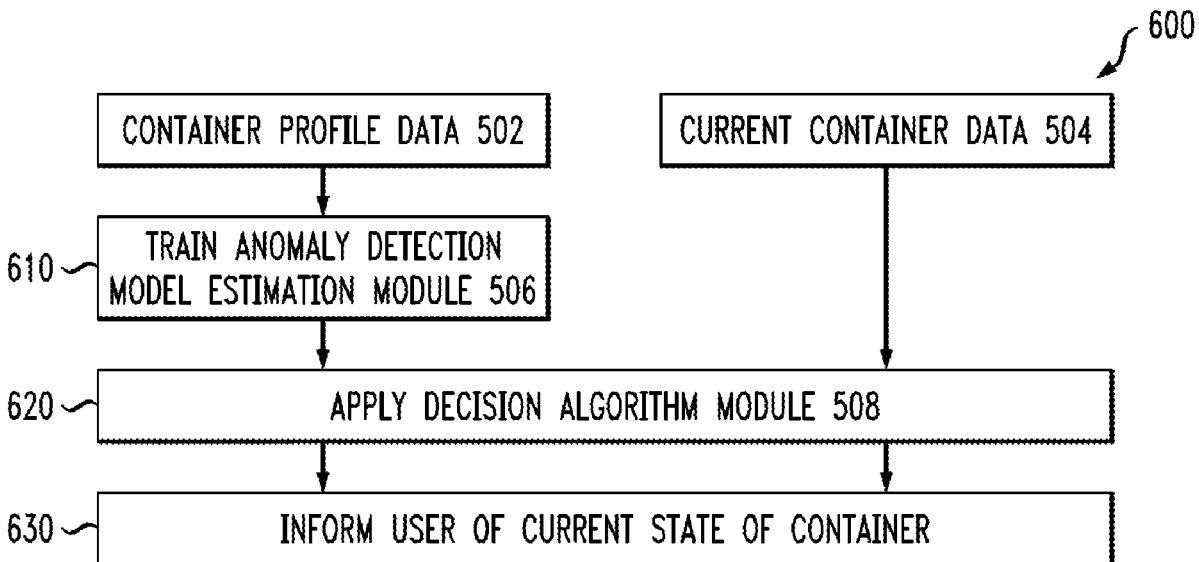 600
CONTAINER PROFILE DATA 502
CURRENT CONTAINER DATA 504
610
TRAIN ANOMALY DETECTION
MODEL ESTIMATION MODULE 506
620
APPLY DECISION ALGORITHM MODULE 508
630
INFORM USER OF CURRENT STATE OF CONTAINER